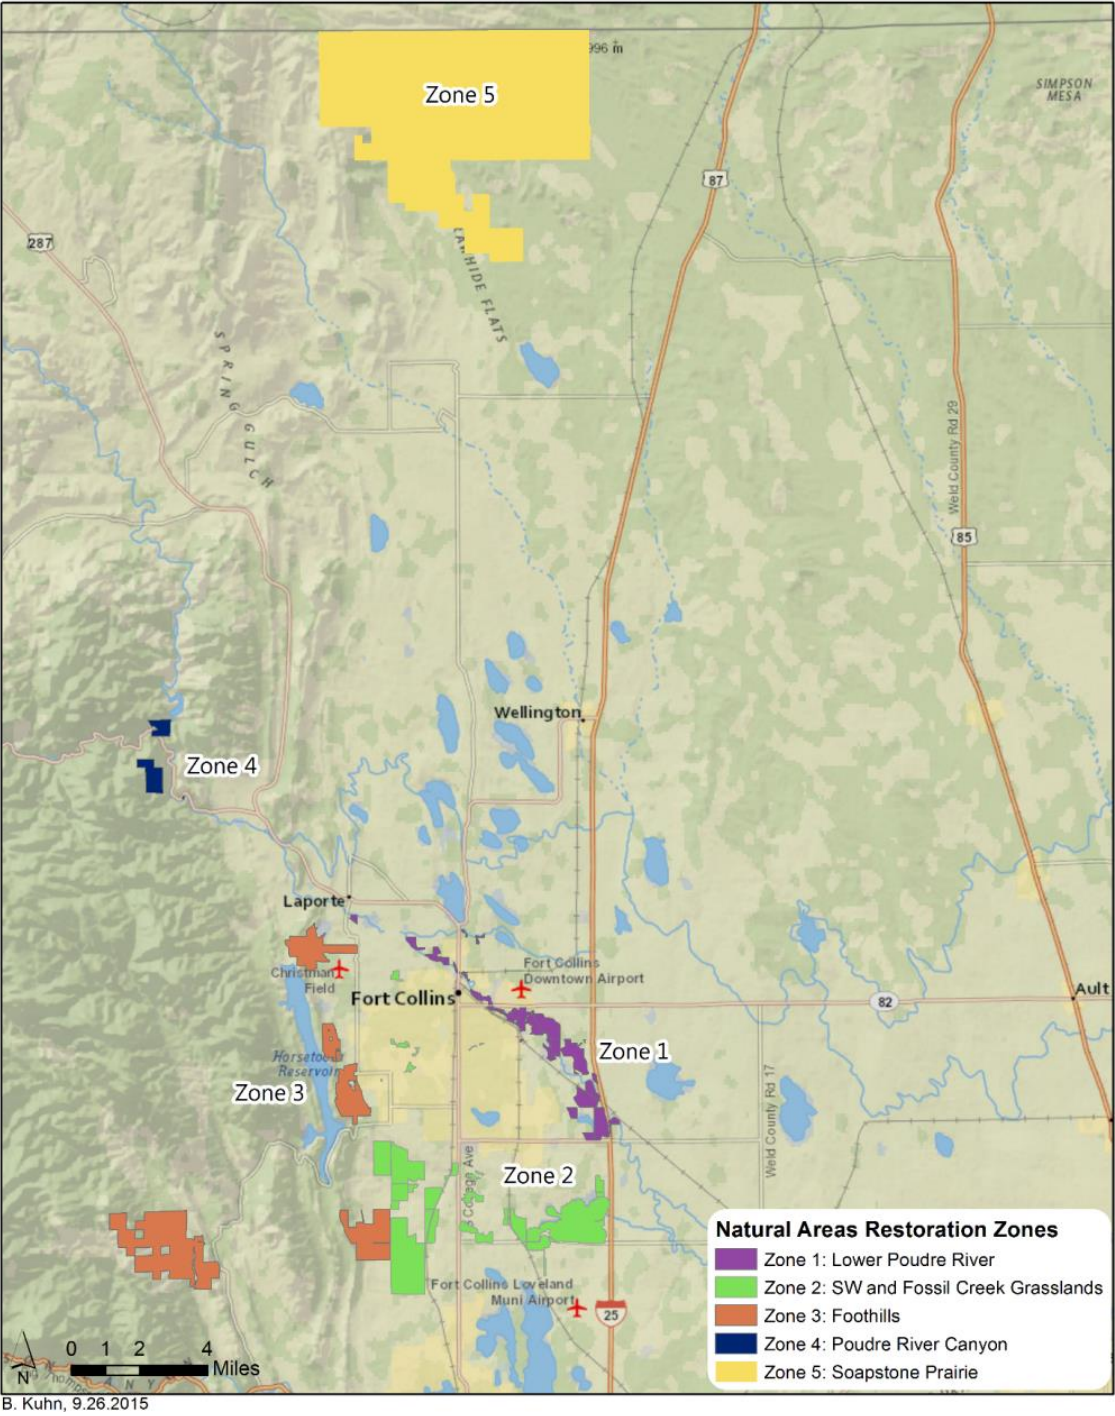 996 m
Zone 5
SIMPSON
MESA
87
287
HIDE FLATS
SPRING GULCH
Weld County Rd 29
85
Wellington
Zone 4
Laporte
Christman
Field
Fort Collins
Downtown Airport
Fort Collins
82
Ault
Zone 1
Horsetooth
Reservoir
Zone 3
Weld County Rd 17
Zone 2
S College Ave
Fort Collins Loveland
Muni Airport
25
Natural Areas Restoration Zones
Zone 1: Lower Poudre River
Zone 2: SW and Fossil Creek Grasslands
Zone 3: Foothills
Zone 4: Poudre River Canyon
Zone 5: Soapstone Prairie
N
0 1 2 4
Miles
B. Kuhn, 9.26.2015